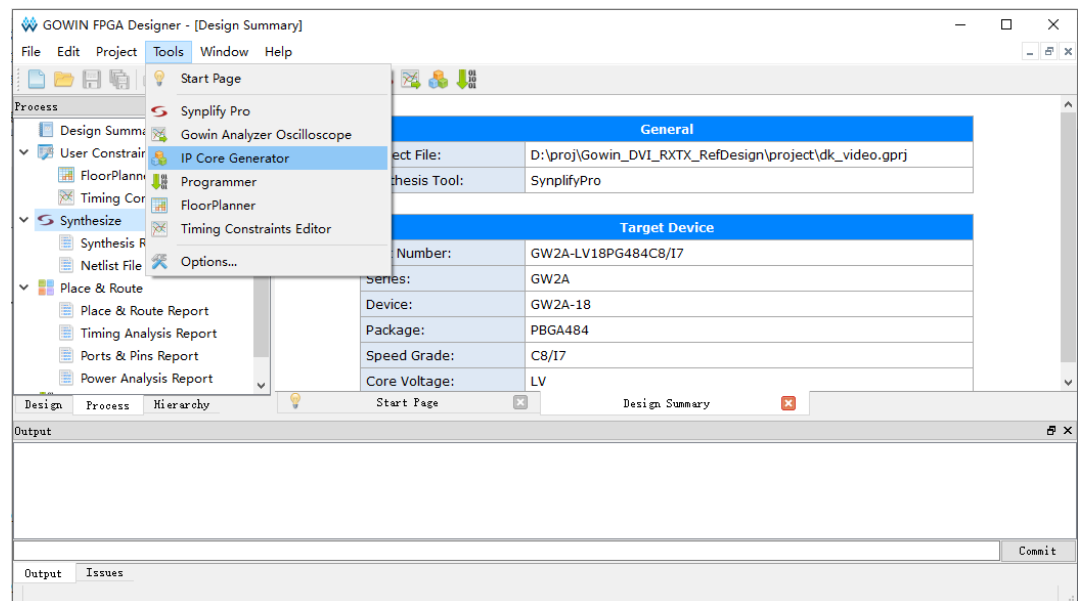 GOWIN FPGA Designer - [Design Summary]
File Edit Project Tools Window Help
Start Page
Synplify Pro
Gowin Analyzer Oscilloscope
IP Core Generator
Programmer
FloorPlanner
Timing Constraints Editor
Options...
Process
Design Summa
User Constrain
FloorPlann
Timing Con
Synthesize
Synthesis R
Netlist File
Place & Route
Place & Route Report
Timing Analysis Report
Ports & Pins Report
Power Analysis Report
Design Process Hierarchy
General
ect File: D:\proj\Gowin_DVI_RXTX_RefDesign\project\dk_video.gprj
thesis Tool: SynplifyPro
Target Device
Number: GW2A-LV18PG484C8/I7
Series: GW2A
Device: GW2A-18
Package: PBGA484
Speed Grade: C8/I7
Core Voltage: LV
Start Page Design Summary
Output
Commit
Output Issues